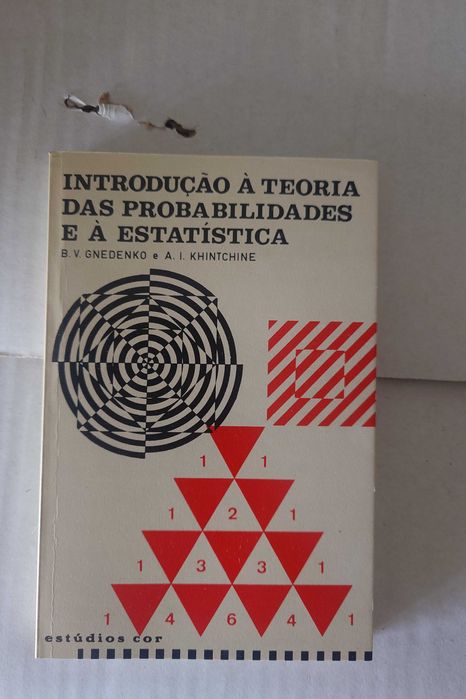 INTRODUÇÃO À TEORIA
DAS PROBABILIDADES
E À ESTATÍSTICA
B. V. GNEDENKO e A. I. KHINTCHINE
1 1
1 2 1
1 3 3 1
1 4 6 4 1
estúdios cor